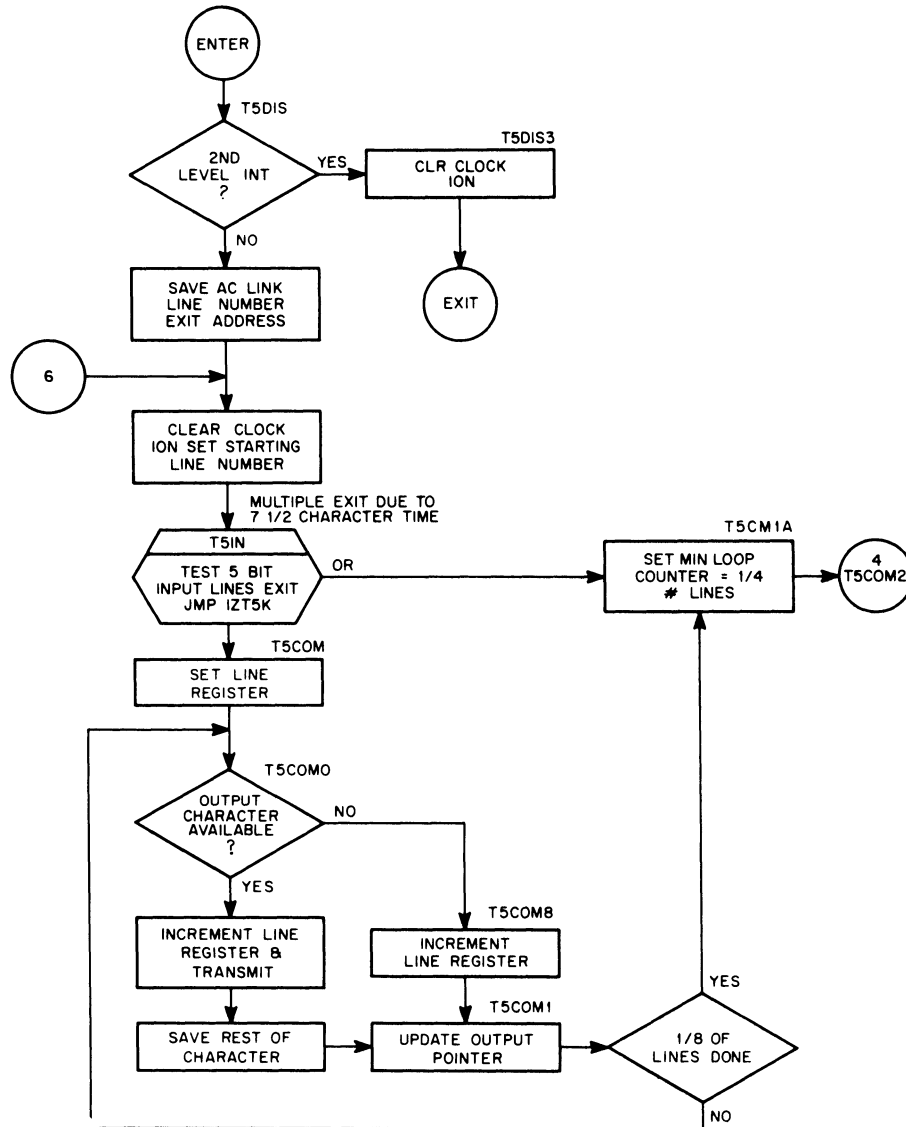 ENTER
T5DIS
2ND
LEVEL INT
?
YES
T5DIS3
CLR CLOCK
ION
NO
EXIT
SAVE AC LINK
LINE NUMBER
EXIT ADDRESS
6
CLEAR CLOCK
ION SET STARTING
LINE NUMBER
MULTIPLE EXIT DUE TO
7 1/2 CHARACTER TIME
T5IN
TEST 5 BIT
INPUT LINES EXIT
JMP IZT5K
OR
T5CM1A
SET MIN LOOP
COUNTER = 1/4
# LINES
4
T5COM2
T5COM
SET LINE
REGISTER
T5COMO
OUTPUT
CHARACTER
AVAILABLE
?
NO
YES
T5COM8
INCREMENT LINE
REGISTER &
TRANSMIT
INCREMENT
LINE REGISTER
YES
T5COM1
SAVE REST OF
CHARACTER
UPDATE OUTPUT
POINTER
1/8 OF
LINES DONE
NO